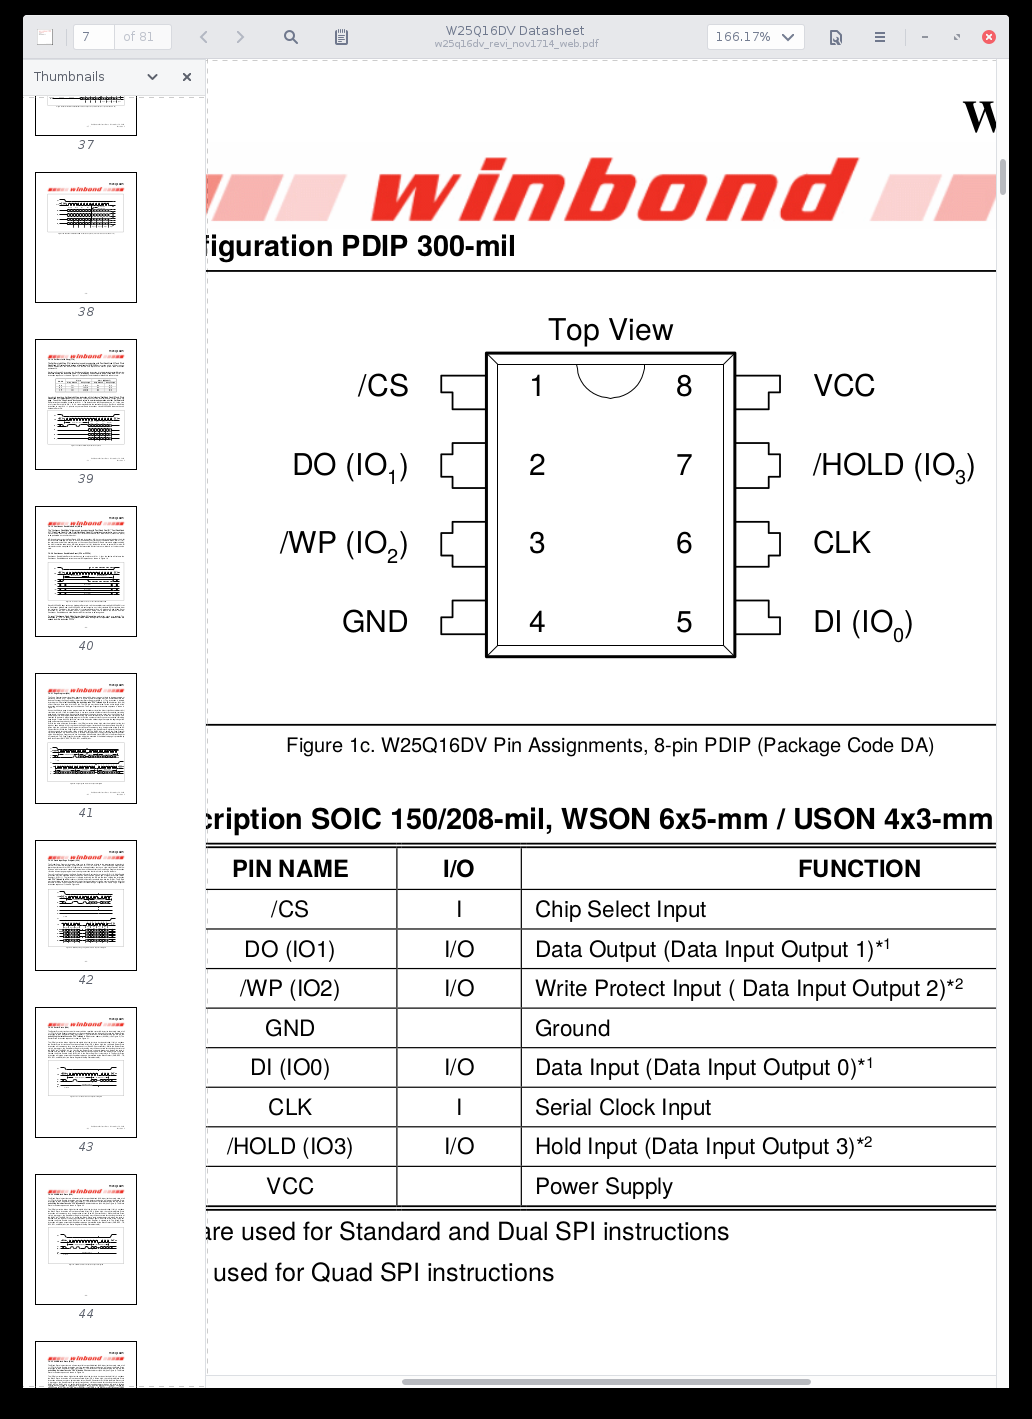 W25Q16DV Datasheet
w25q16dv_revi_nov1714_web.pdf
7 of 81
166.17%
Thumbnails
37
38
39
40
41
42
43
44
W
winbond
figuration PDIP 300-mil
Top View
/CS 1 8 VCC
DO (IO1) 2 7 /HOLD (IO3)
/WP (IO2) 3 6 CLK
GND 4 5 DI (IO0)
Figure 1c. W25Q16DV Pin Assignments, 8-pin PDIP (Package Code DA)
cription SOIC 150/208-mil, WSON 6x5-mm / USON 4x3-mm
PIN NAME I/O FUNCTION
/CS I Chip Select Input
DO (IO1) I/O Data Output (Data Input Output 1)*1
/WP (IO2) I/O Write Protect Input ( Data Input Output 2)*2
GND Ground
DI (IO0) I/O Data Input (Data Input Output 0)*1
CLK I Serial Clock Input
/HOLD (IO3) I/O Hold Input (Data Input Output 3)*2
VCC Power Supply
are used for Standard and Dual SPI instructions
used for Quad SPI instructions